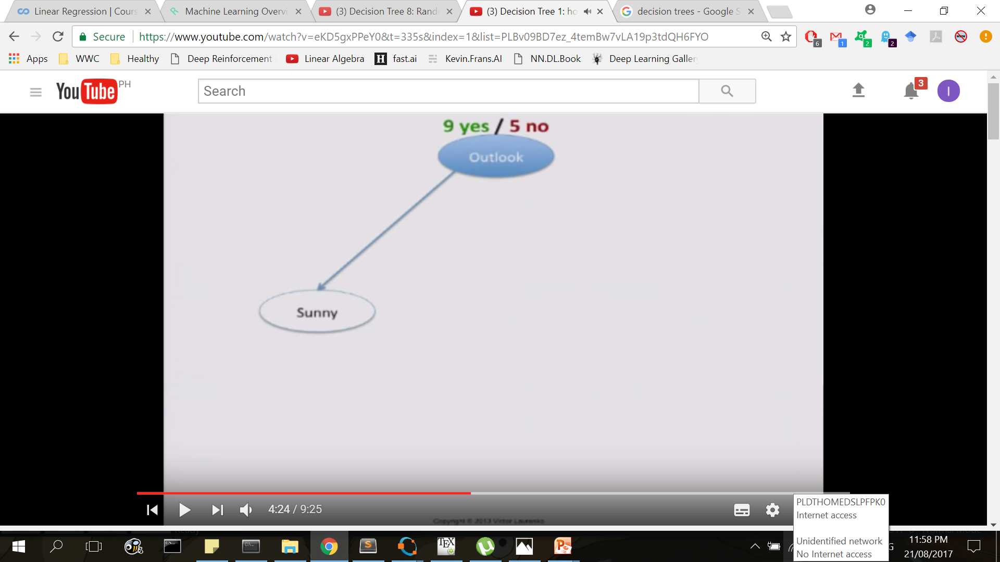 Linear Regression | Cours
Machine Learning Overvi
(3) Decision Tree 8: Rand
(3) Decision Tree 1: ho
decision trees - Google S
Secure
https://www.youtube.com/watch?v=eKD5gxPPeY0&t=335s&index=1&list=PLBv09BD7ez_4temBw7vLA19p3tdQH6FYO
6
1
2
2
Apps
WWC
Healthy
Deep Reinforcement
Linear Algebra
H
fast.ai
Kevin.Frans.AI
NN.DL.Book
Deep Learning Galler
YouTube PH
Search
3
I
9 yes / 5 no
Outlook
Sunny
4:24 / 9:25
Copyright © 2013 Victor Lavrenko
PLDTHOMEDSLPFPK0
Internet access
Unidentified network
No Internet access
Ready
11:58 PM
21/08/2017